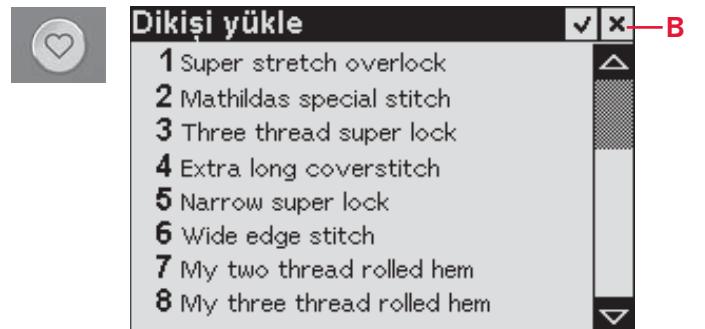 Dikişi yükle
B
1 Super stretch overlock
2 Mathildas special stitch
3 Three thread super lock
4 Extra long coverstitch
5 Narrow super lock
6 Wide edge stitch
7 My two thread rolled hem
8 My three thread rolled hem